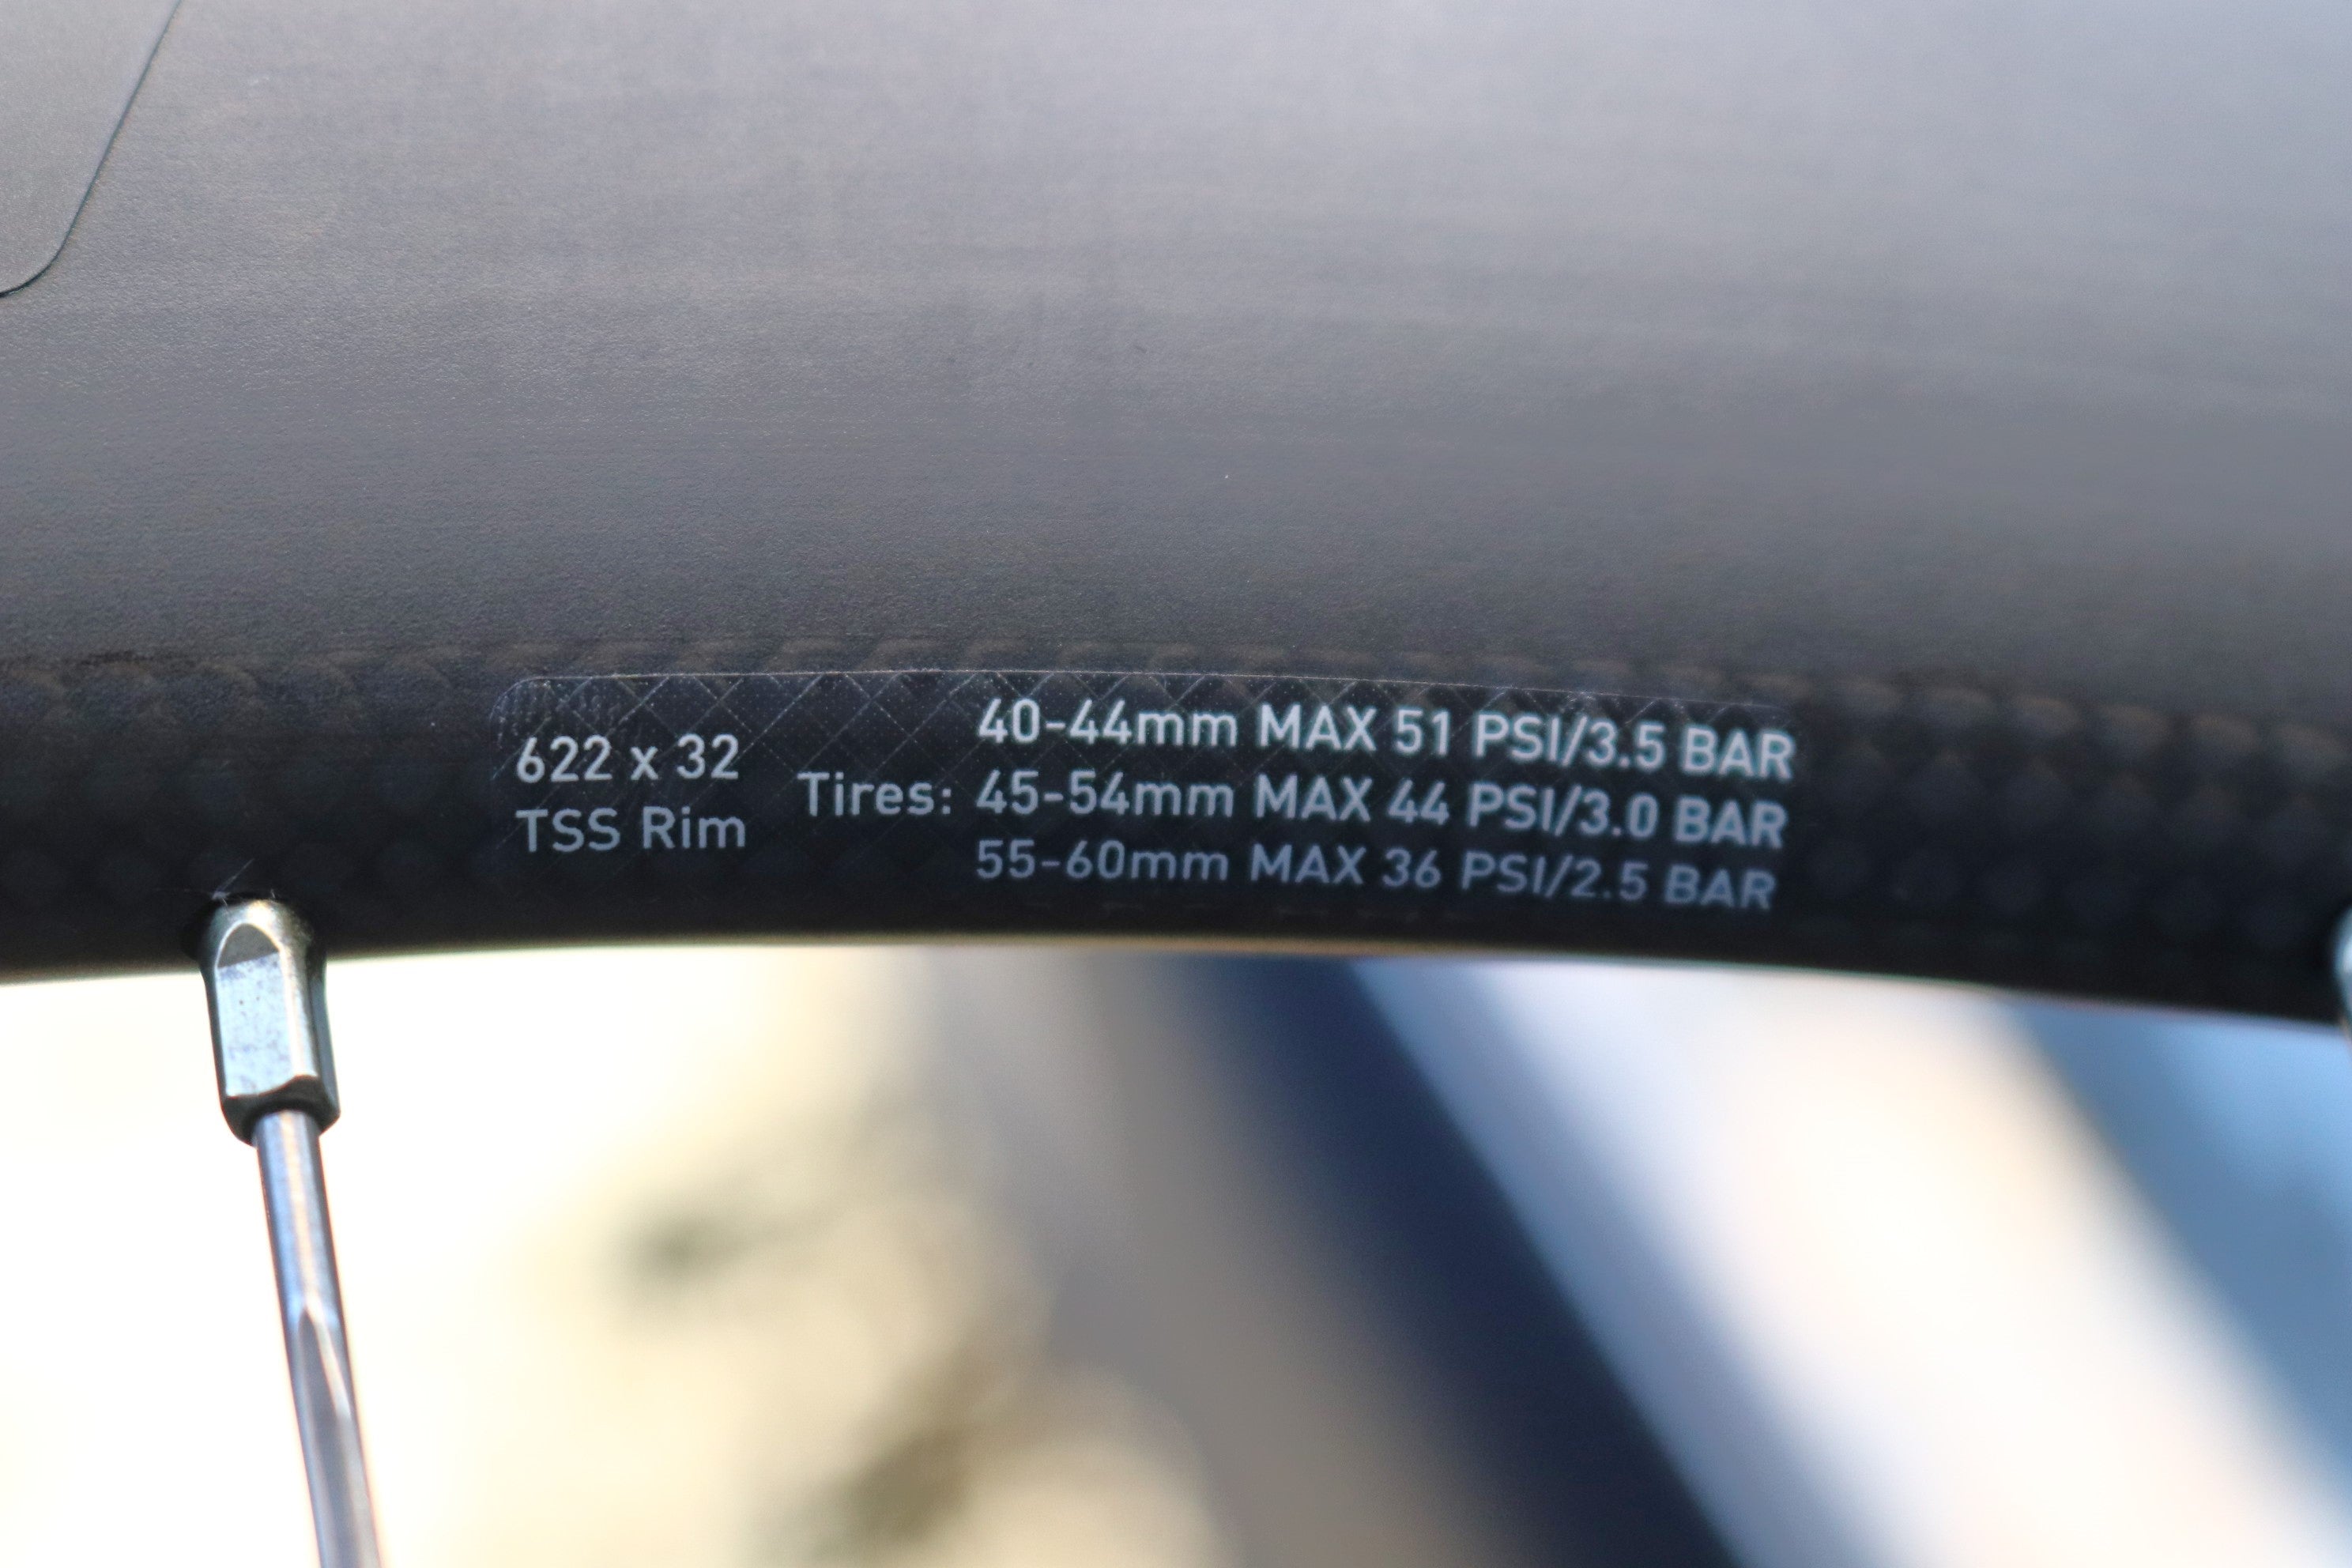 622 x 32
TSS Rim
Tires:
40-44mm MAX 51 PSI/3.5 BAR
45-54mm MAX 44 PSI/3.0 BAR
55-60mm MAX 36 PSI/2.5 BAR